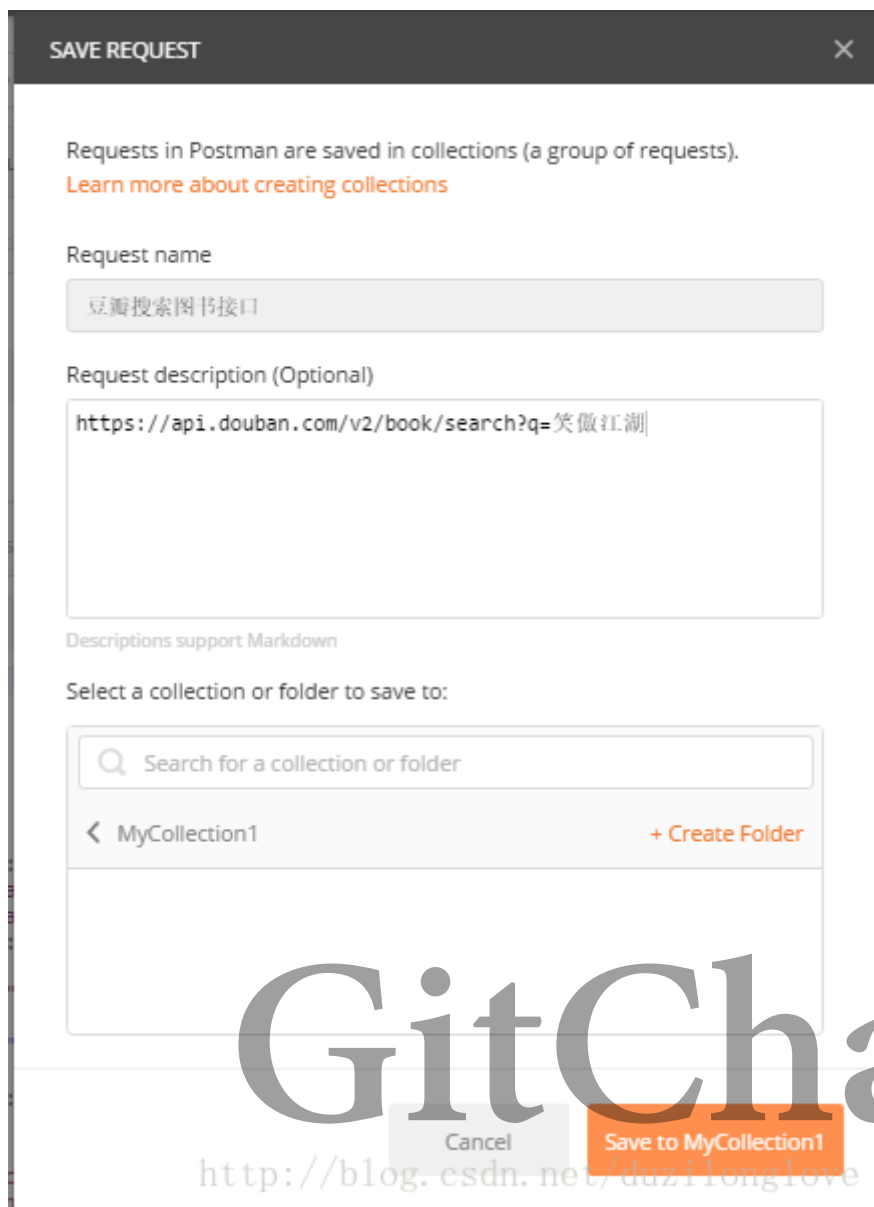 SAVE REQUEST
Requests in Postman are saved in collections (a group of requests).
Learn more about creating collections
Request name
豆瓣搜索图书接口
Request description (Optional)
https://api.douban.com/v2/book/search?q=笑傲江湖
Descriptions support Markdown
Select a collection or folder to save to:
Search for a collection or folder
MyCollection1
+ Create Folder
GitCha
Cancel
Save to MyCollection1
http://blog.csdn.net/duzilonglove